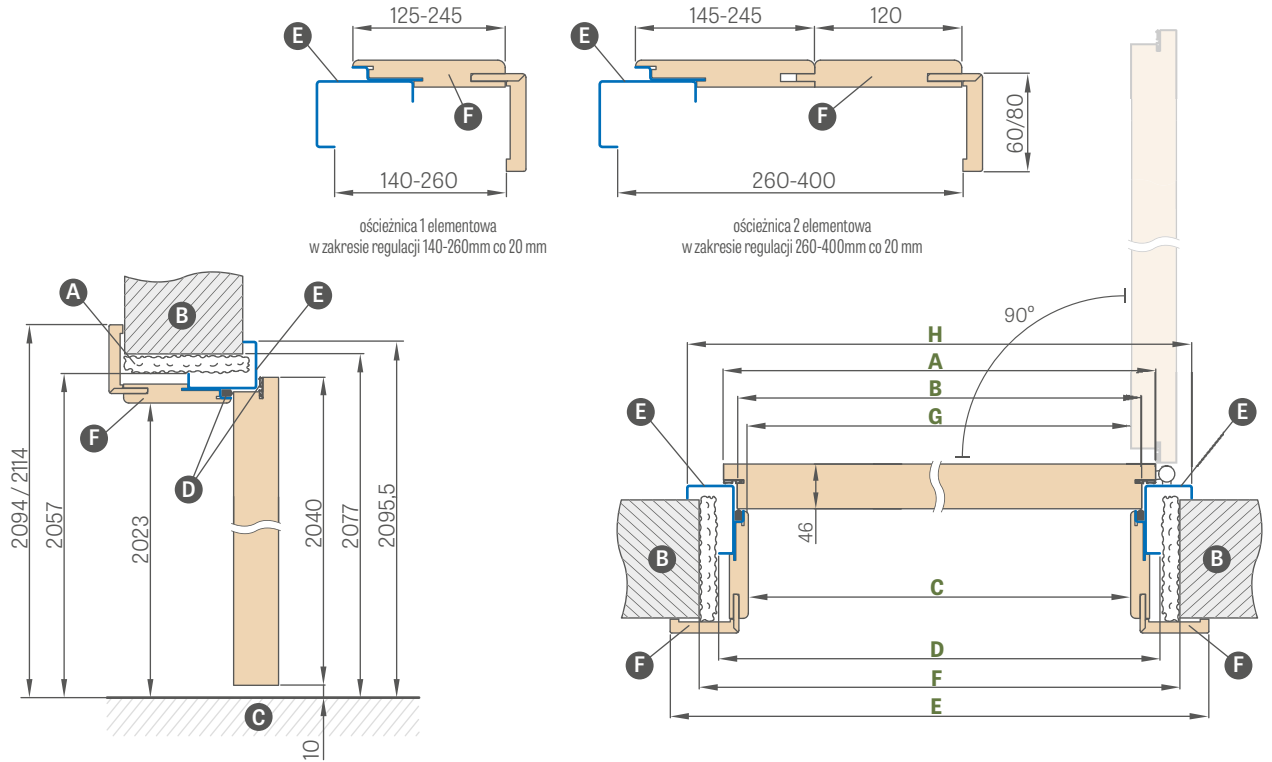 125-245
E
F
140-260
ościeżnica 1 elementowa
w zakresie regulacji 140-260mm co 20 mm
145-245
120
E
F
60/80
260-400
ościeżnica 2 elementowa
w zakresie regulacji 260-400mm co 20 mm
A
B
E
F
D
2094 / 2114
2057
2023
2040
2077
2095,5
C
10
90°
H
A
B
G
E
E
46
B
B
C
D
F
F
F
E